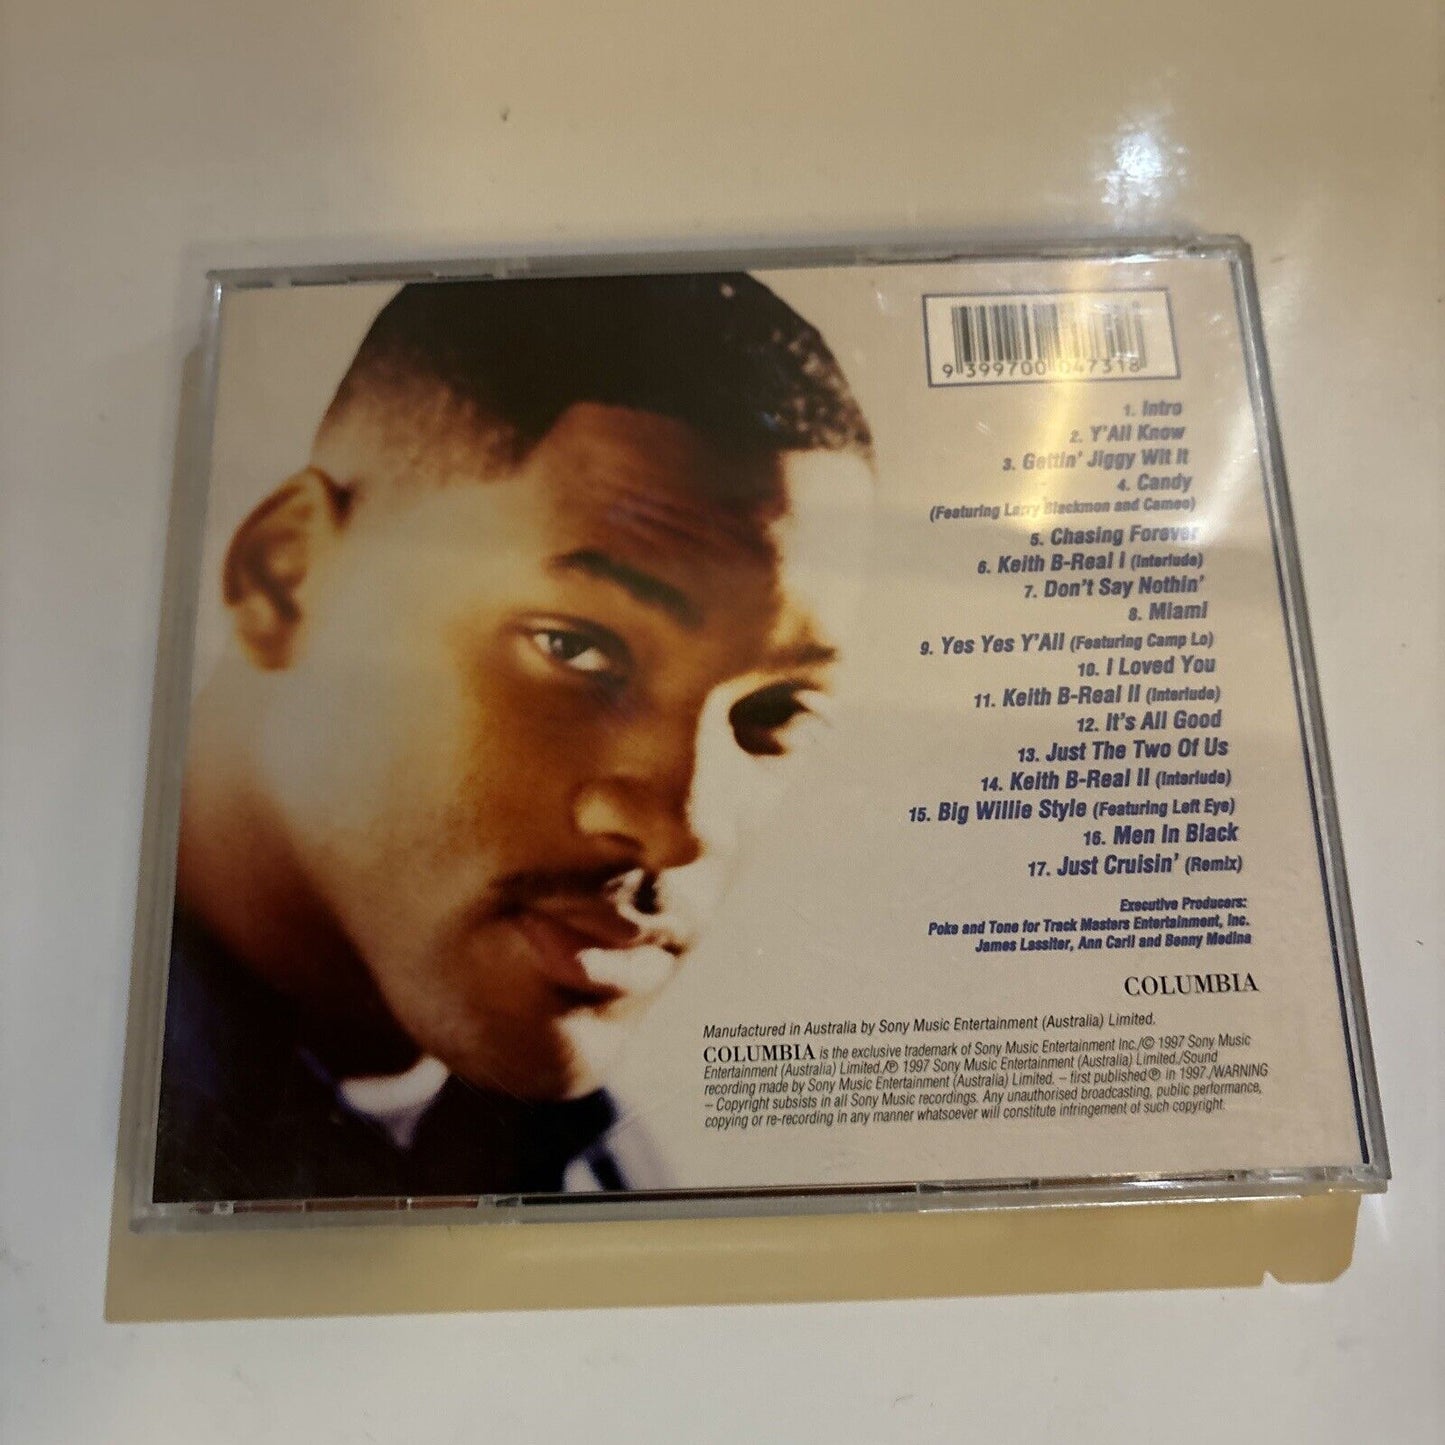 9 399700 047318
1. Intro
2. Y'All Know
3. Gettin' Jiggy Wit It
4. Candy
(Featuring Larry Blackmon and Cameo)
5. Chasing Forever
6. Keith B-Real I (Interlude)
7. Don't Say Nothin'
8. Miami
9. Yes Yes Y'All (Featuring Camp Lo)
10. I Loved You
11. Keith B-Real II (Interlude)
12. It's All Good
13. Just The Two Of Us
14. Keith B-Real II (Interlude)
15. Big Willie Style (Featuring Left Eye)
16. Men In Black
17. Just Cruisin' (Remix)
Executive Producers:
Poke and Tone for Track Masters Entertainment, Inc.
James Lassiter, Ann Carli and Benny Medina
COLUMBIA
Manufactured in Australia by Sony Music Entertainment (Australia) Limited.
COLUMBIA is the exclusive trademark of Sony Music Entertainment Inc./© 1997 Sony Music
Entertainment (Australia) Limited./℗ 1997 Sony Music Entertainment (Australia) Limited./Sound
recording made by Sony Music Entertainment (Australia) Limited. – first published ℗ in 1997./WARNING
– Copyright subsists in all Sony Music recordings. Any unauthorised broadcasting, public performance,
copying or re-recording in any manner whatsoever will constitute infringement of such copyright.